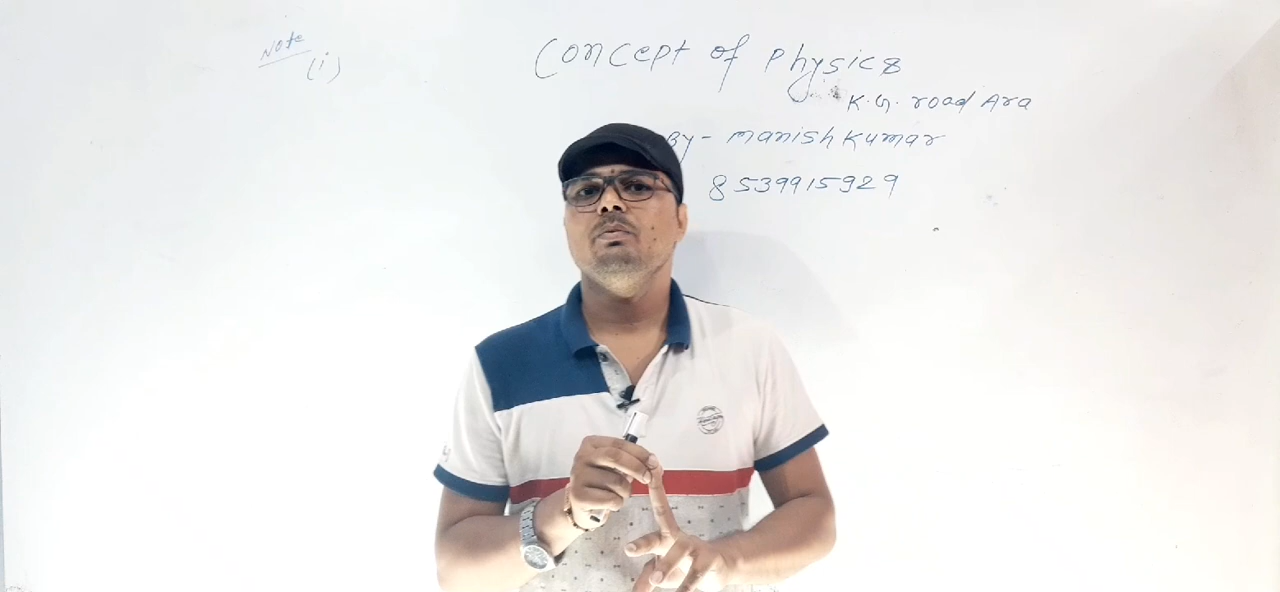 Note
(i)
Concept of Physics
K.G. road Ara
By - Manish Kumar
8539915929